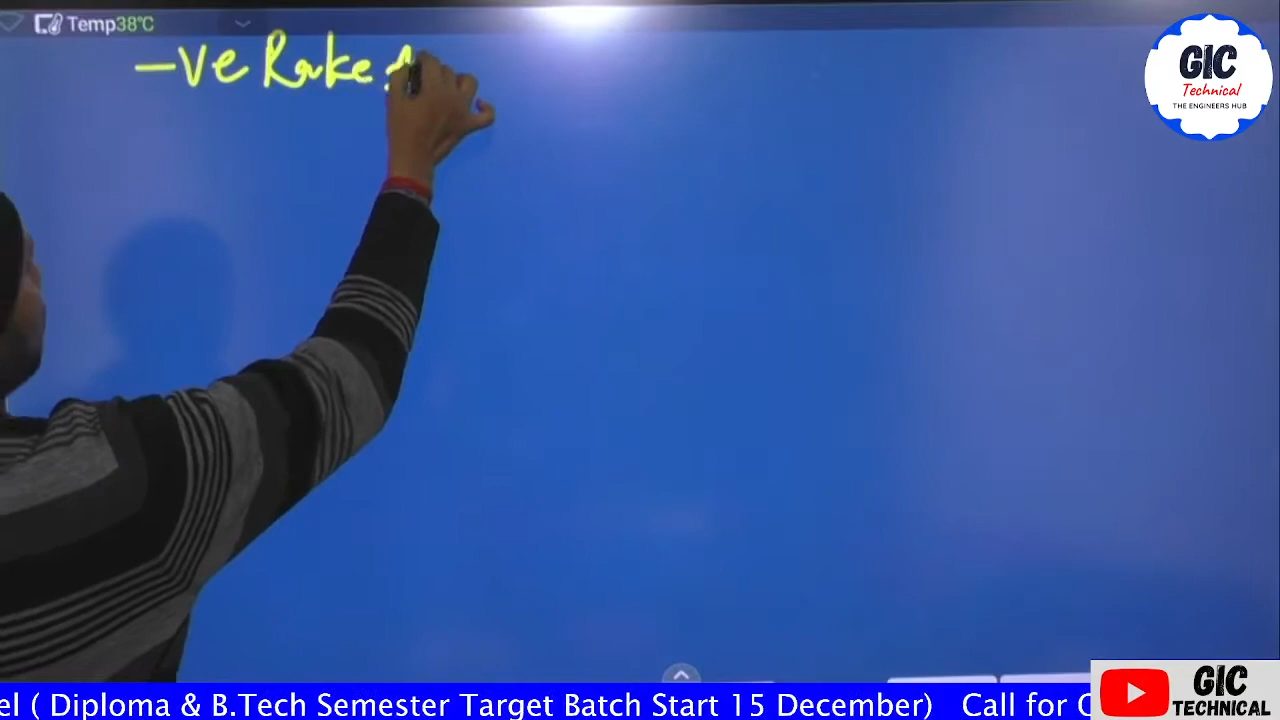 Temp38°C
-ve Rake
GIC
Technical
THE ENGINEERS HUB
el ( Diploma & B.Tech Semester Target Batch Start 15 December) Call for
GIC
TECHNICAL